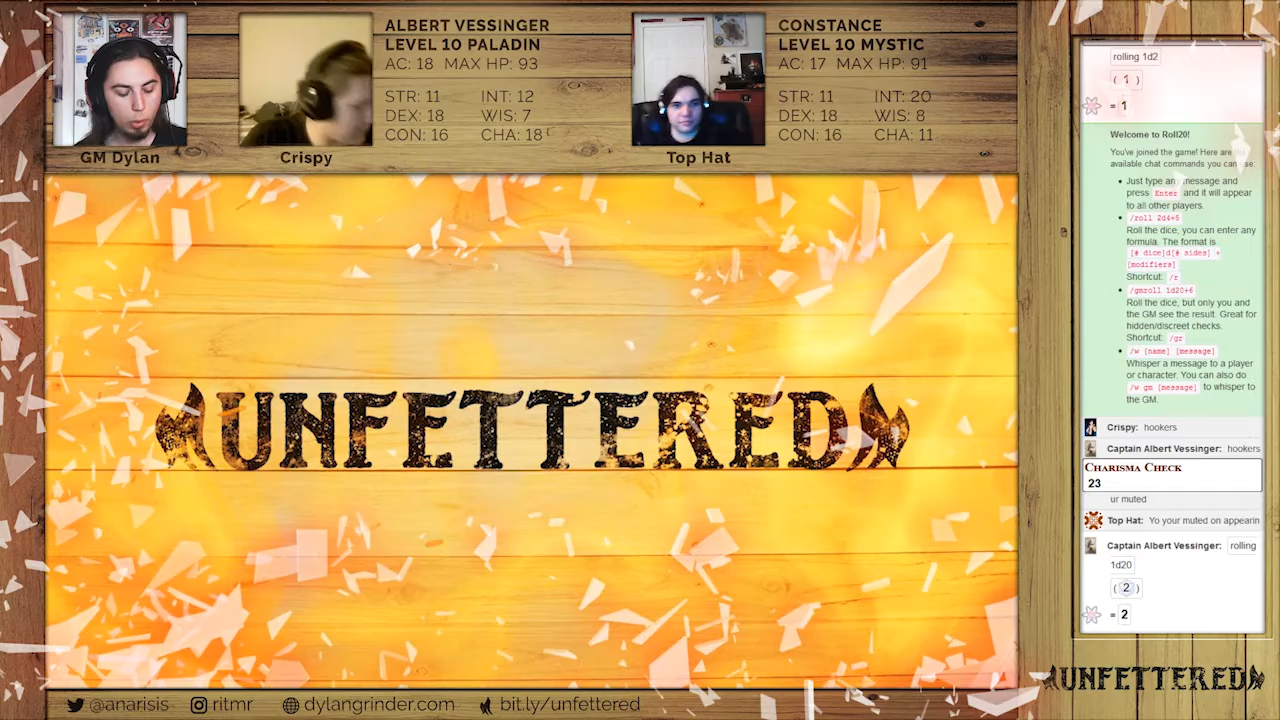 GM Dylan
Crispy
ALBERT VESSINGER
LEVEL 10 PALADIN
AC: 18 MAX HP: 93
STR: 11 INT: 12
DEX: 18 WIS: 7
CON: 16 CHA: 18
Top Hat
CONSTANCE
LEVEL 10 MYSTIC
AC: 17 MAX HP: 91
STR: 11 INT: 20
DEX: 18 WIS: 8
CON: 16 CHA: 11
UNFETTERED
@anarisis ritmr dylangrinder.com bit.ly/unfettered
rolling 1d2
( 1 )
= 1
Welcome to Roll20!
You've joined the game! Here are
available chat commands you can use:
Just type any message and
press Enter and it will appear
to all other players.
/roll 2d4+5
Roll the dice, you can enter any
formula. The format is
[# dice]d[# sides] +
[modifiers]
Shortcut: /r
/gmroll 1d20+6
Roll the dice, but only you and
the GM see the result. Great for
hidden/discreet checks.
Shortcut: /gr
/w [name] [message]
Whisper a message to a player
or character. You can also do
/w gm [message] to whisper to
the GM.
Crispy: hookers
Captain Albert Vessinger: hookers
CHARISMA CHECK
23
ur muted
Top Hat: Yo your muted on appearin
Captain Albert Vessinger: rolling
1d20
( 2 )
= 2
UNFETTERED